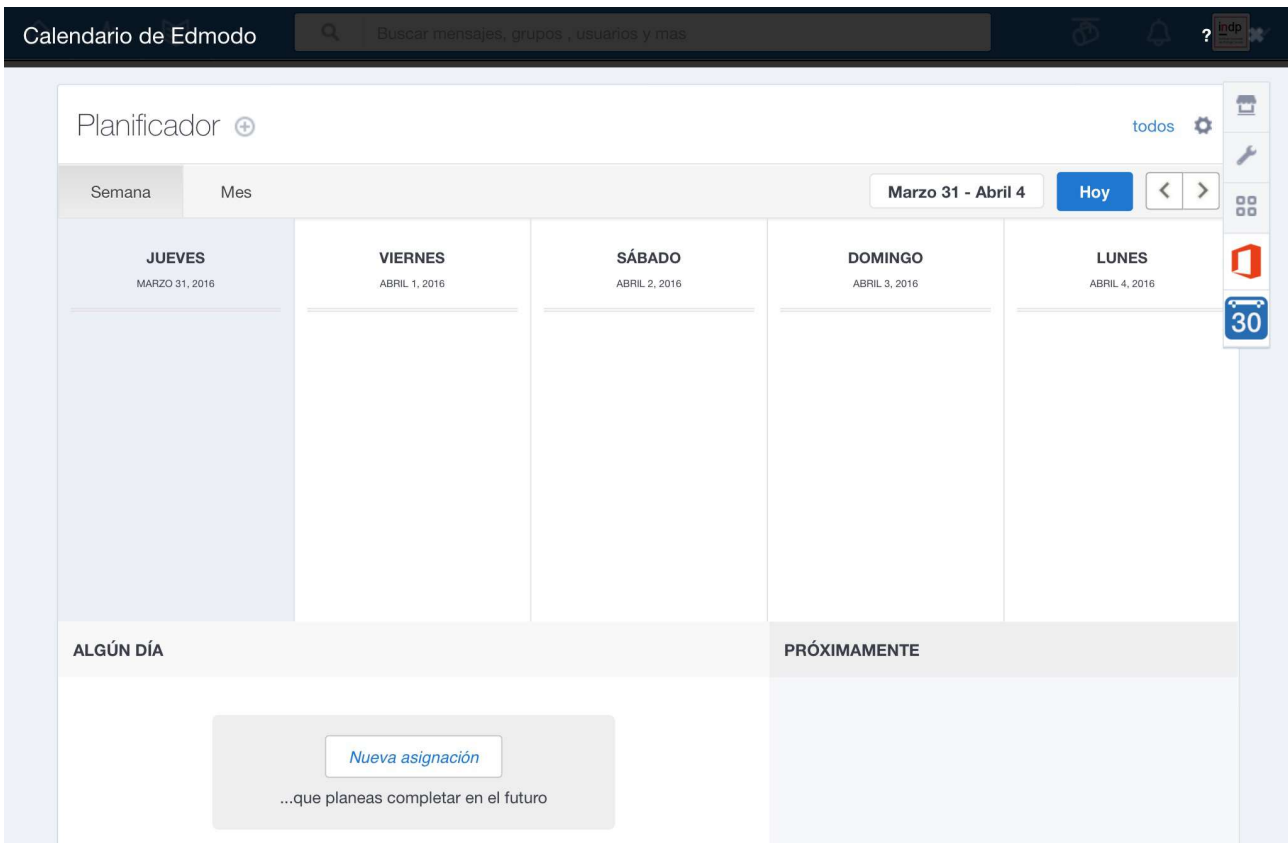 Calendario de Edmodo
Buscar mensajes, grupos , usuarios y mas
?
indp
Planificador
todos
Semana
Mes
Marzo 31 - Abril 4
Hoy
JUEVES
MARZO 31, 2016
VIERNES
ABRIL 1, 2016
SÁBADO
ABRIL 2, 2016
DOMINGO
ABRIL 3, 2016
LUNES
ABRIL 4, 2016
30
ALGÚN DÍA
PRÓXIMAMENTE
Nueva asignación
...que planeas completar en el futuro